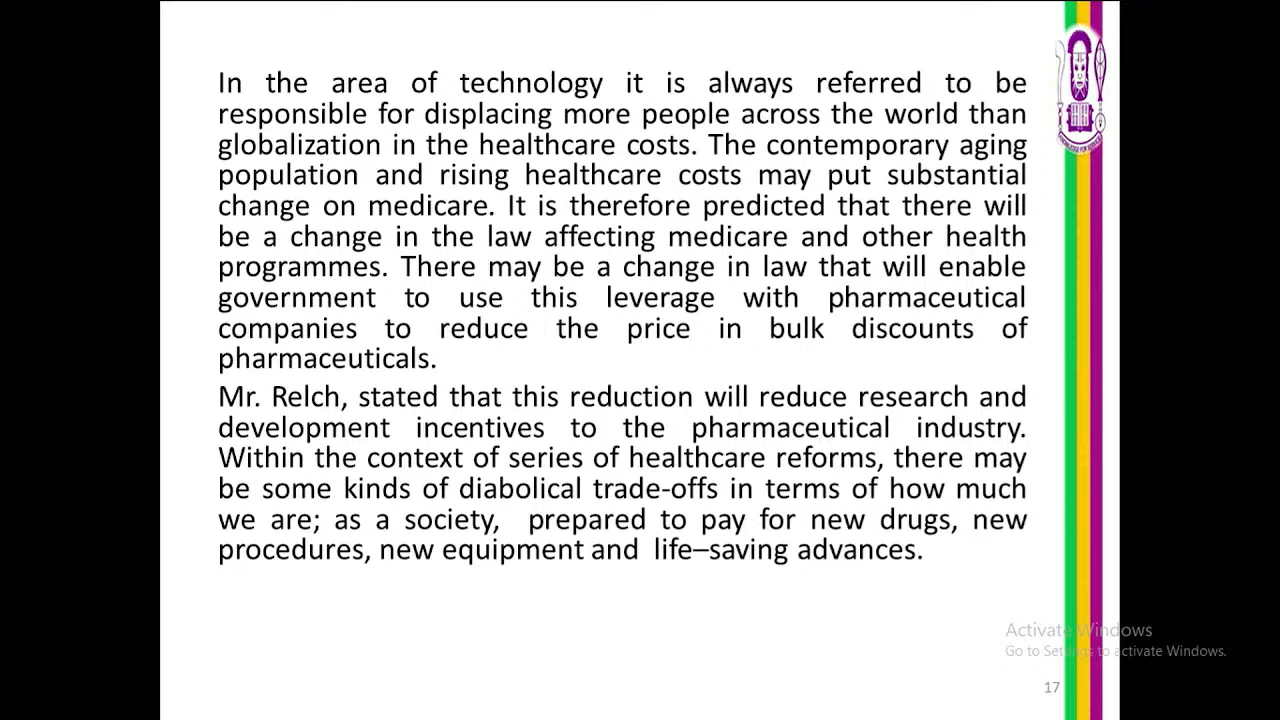 In the area of technology it is always referred to be
responsible for displacing more people across the world than
globalization in the healthcare costs. The contemporary aging
population and rising healthcare costs may put substantial
change on medicare. It is therefore predicted that there will
be a change in the law affecting medicare and other health
programmes. There may be a change in law that will enable
government to use this leverage with pharmaceutical
companies to reduce the price in bulk discounts of
pharmaceuticals.
Mr. Relch, stated that this reduction will reduce research and
development incentives to the pharmaceutical industry.
Within the context of series of healthcare reforms, there may
be some kinds of diabolical trade-offs in terms of how much
we are; as a society, prepared to pay for new drugs, new
procedures, new equipment and life–saving advances.
Activate Windows
Go to Settings to activate Windows.
17